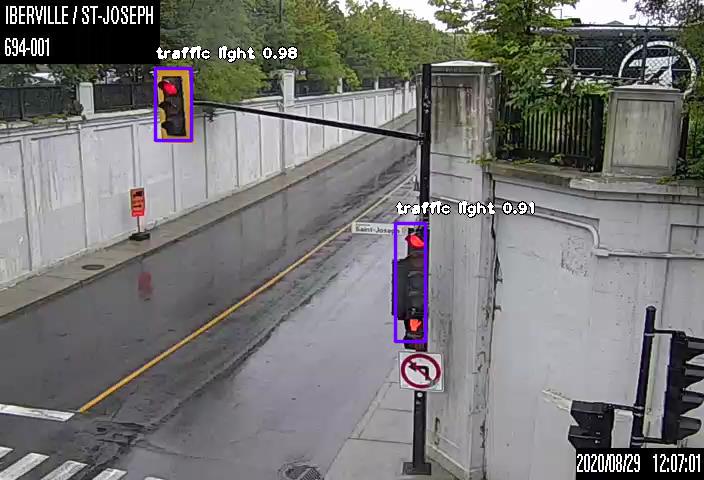 IBERVILLE / ST-JOSEPH
694-001
traffic light 0.98
traffic light 0.91
Saint-Joseph
2020/08/29 12:07:01